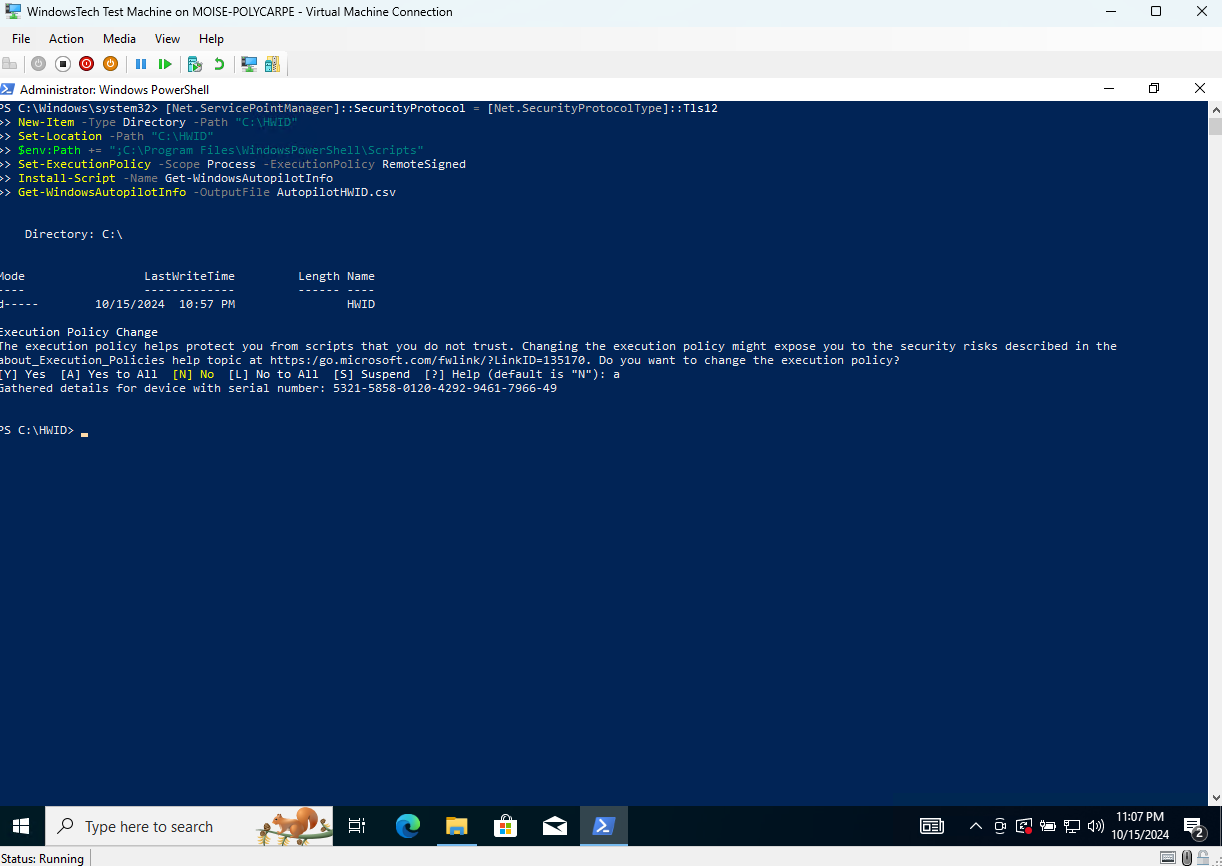 WindowsTech Test Machine on MOISE-POLYCARPE - Virtual Machine Connection
File Action Media View Help
Administrator: Windows PowerShell
PS C:\Windows\system32> [Net.ServicePointManager]::SecurityProtocol = [Net.SecurityProtocolType]::Tls12
>> New-Item -Type Directory -Path "C:\HWID"
>> Set-Location -Path "C:\HWID"
>> $env:Path += ";C:\Program Files\WindowsPowerShell\Scripts"
>> Set-ExecutionPolicy -Scope Process -ExecutionPolicy RemoteSigned
>> Install-Script -Name Get-WindowsAutopilotInfo
>> Get-WindowsAutopilotInfo -OutputFile AutopilotHWID.csv
Directory: C:\
Mode LastWriteTime Length Name
---- ------------- ------ ----
d----- 10/15/2024 10:57 PM HWID
Execution Policy Change
The execution policy helps protect you from scripts that you do not trust. Changing the execution policy might expose you to the security risks described in the
about_Execution_Policies help topic at https:/go.microsoft.com/fwlink/?LinkID=135170. Do you want to change the execution policy?
[Y] Yes [A] Yes to All [N] No [L] No to All [S] Suspend [?] Help (default is "N"): a
Gathered details for device with serial number: 5321-5858-0120-4292-9461-7966-49
PS C:\HWID>
Type here to search
11:07 PM
10/15/2024
2
Status: Running